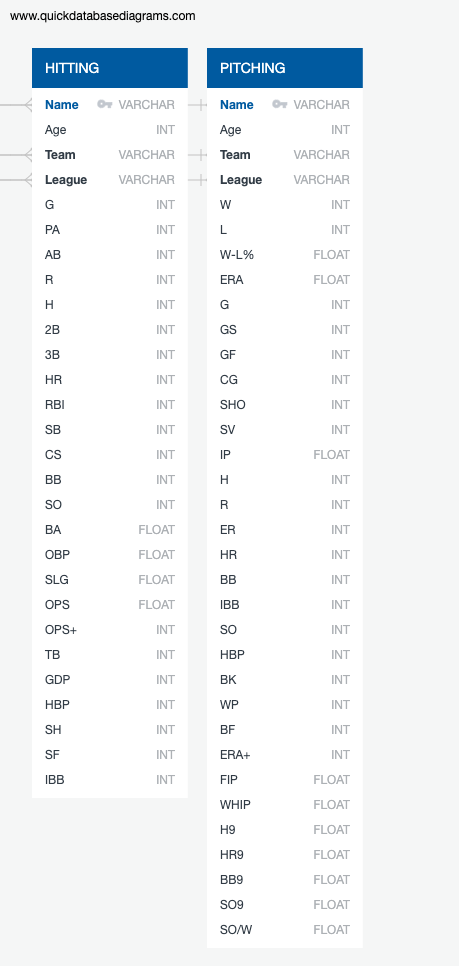 www.quickdatabasediagrams.com
HITTING
Name VARCHAR
Age INT
Team VARCHAR
League VARCHAR
G INT
PA INT
AB INT
R INT
H INT
2B INT
3B INT
HR INT
RBI INT
SB INT
CS INT
BB INT
SO INT
BA FLOAT
OBP FLOAT
SLG FLOAT
OPS FLOAT
OPS+ INT
TB INT
GDP INT
HBP INT
SH INT
SF INT
IBB INT
PITCHING
Name VARCHAR
Age INT
Team VARCHAR
League VARCHAR
W INT
L INT
W-L% FLOAT
ERA FLOAT
G INT
GS INT
GF INT
CG INT
SHO INT
SV INT
IP FLOAT
H INT
R INT
ER INT
HR INT
BB INT
IBB INT
SO INT
HBP INT
BK INT
WP INT
BF INT
ERA+ INT
FIP FLOAT
WHIP FLOAT
H9 FLOAT
HR9 FLOAT
BB9 FLOAT
SO9 FLOAT
SO/W FLOAT